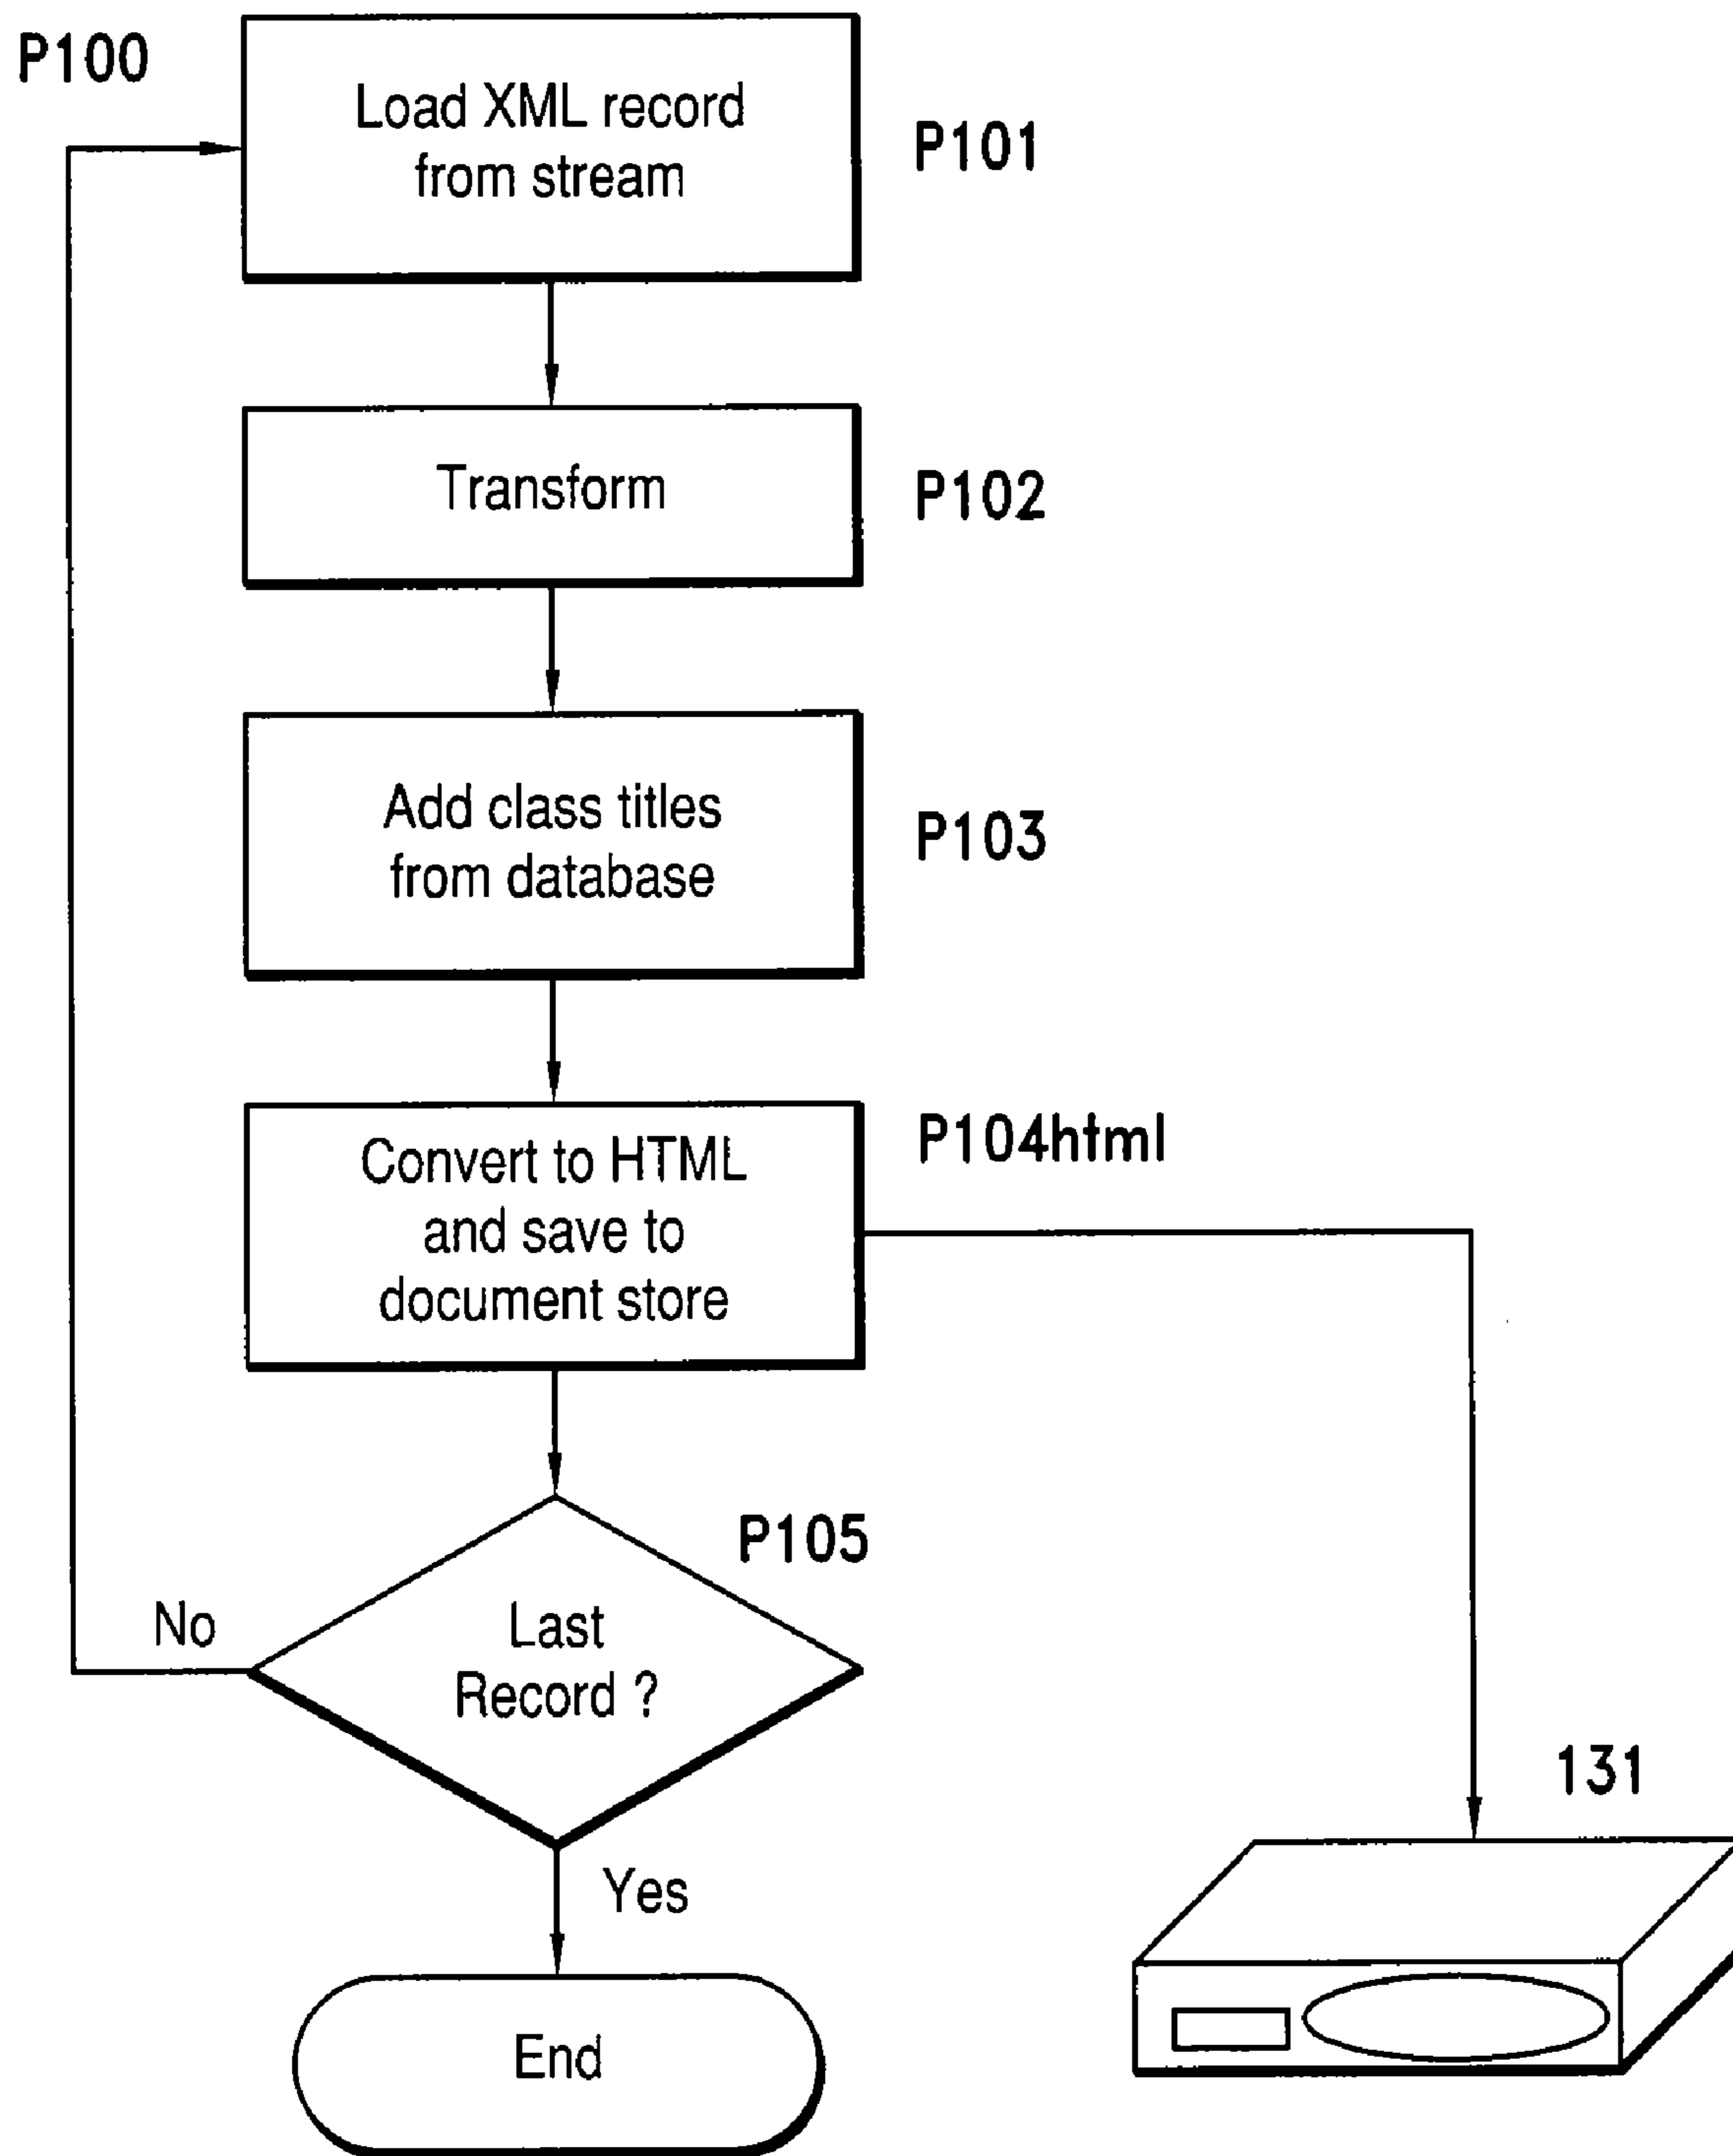 P100
Load XML record
from stream
P101
Transform
P102
Add class titles
from database
P103
Convert to HTML
and save to
document store
P104html
P105
Last
Record ?
No
Yes
131
End